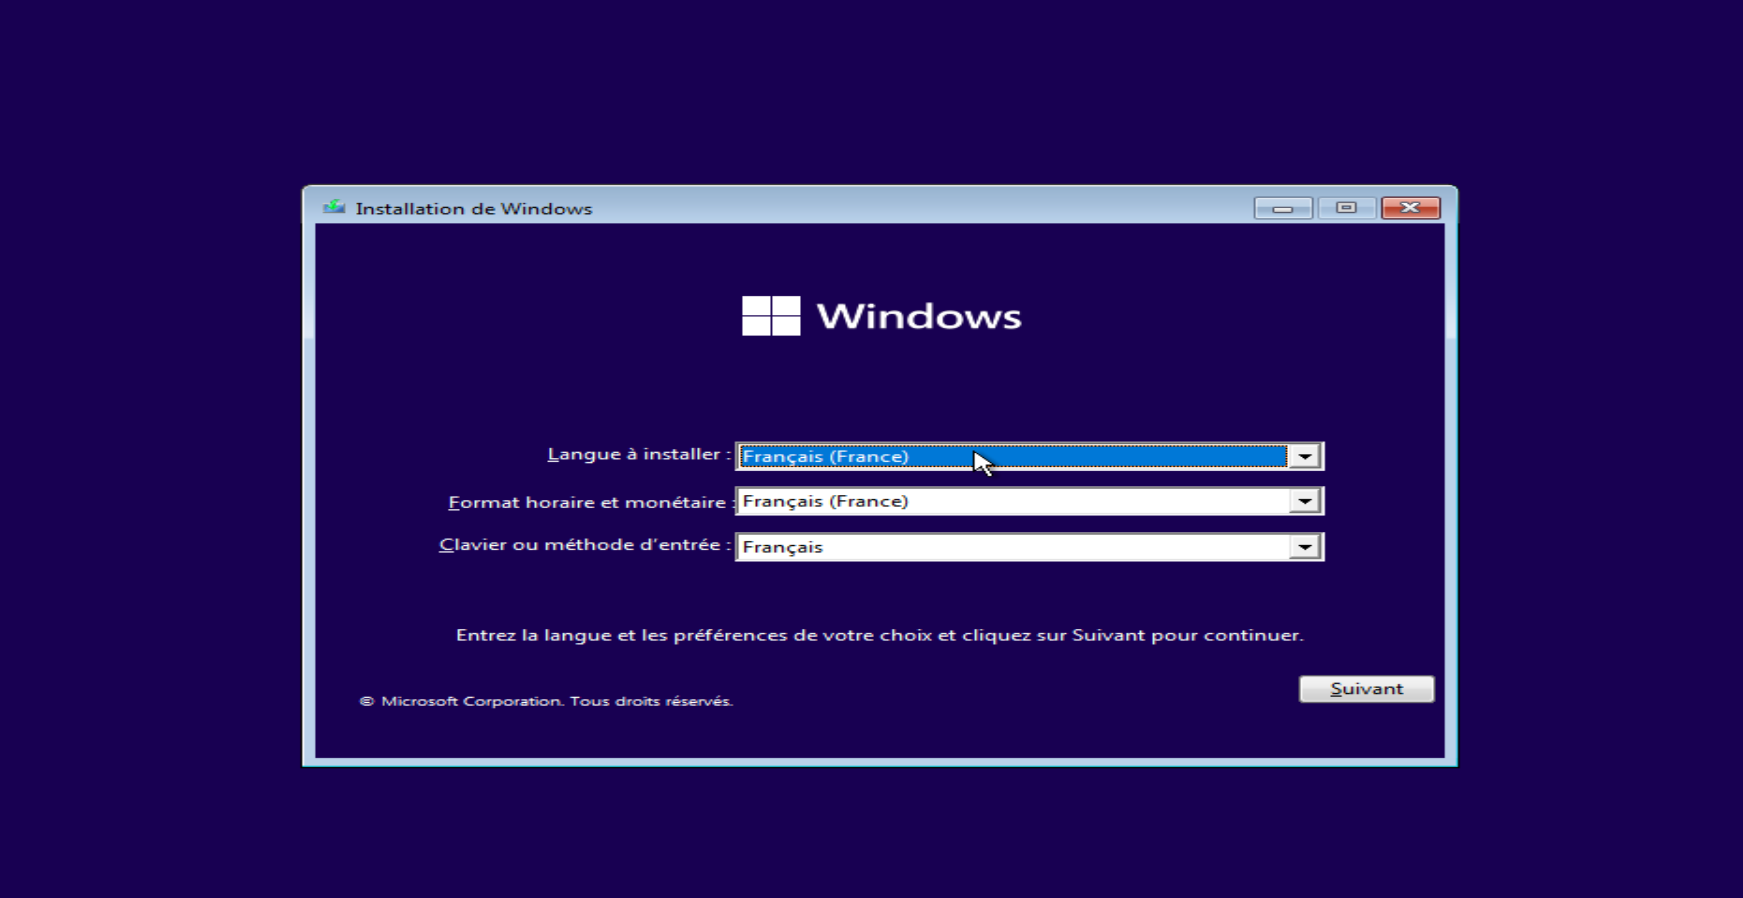 Installation de Windows
Windows
Langue à installer : Français (France)
Format horaire et monétaire : Français (France)
Clavier ou méthode d'entrée : Français
Entrez la langue et les préférences de votre choix et cliquez sur Suivant pour continuer.
Suivant
© Microsoft Corporation. Tous droits réservés.